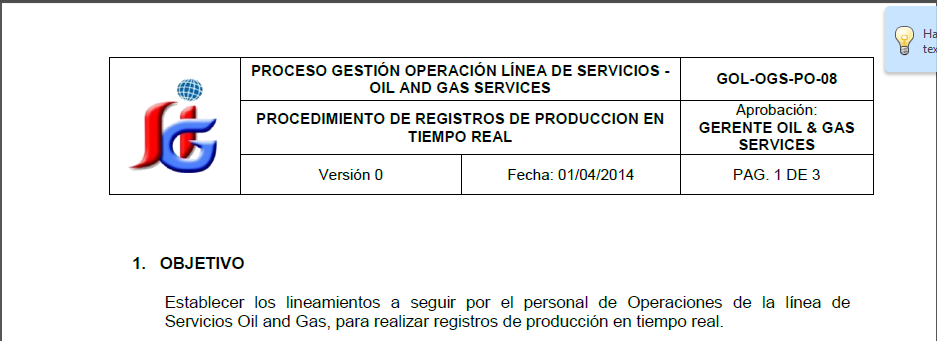 PROCESO GESTIÓN OPERACIÓN LÍNEA DE SERVICIOS -
OIL AND GAS SERVICES
GOL-OGS-PO-08
PROCEDIMIENTO DE REGISTROS DE PRODUCCION EN
TIEMPO REAL
Aprobación:
GERENTE OIL & GAS
SERVICES
Versión 0
Fecha: 01/04/2014
PAG. 1 DE 3
1. OBJETIVO
Establecer los lineamientos a seguir por el personal de Operaciones de la línea de
Servicios Oil and Gas, para realizar registros de producción en tiempo real.